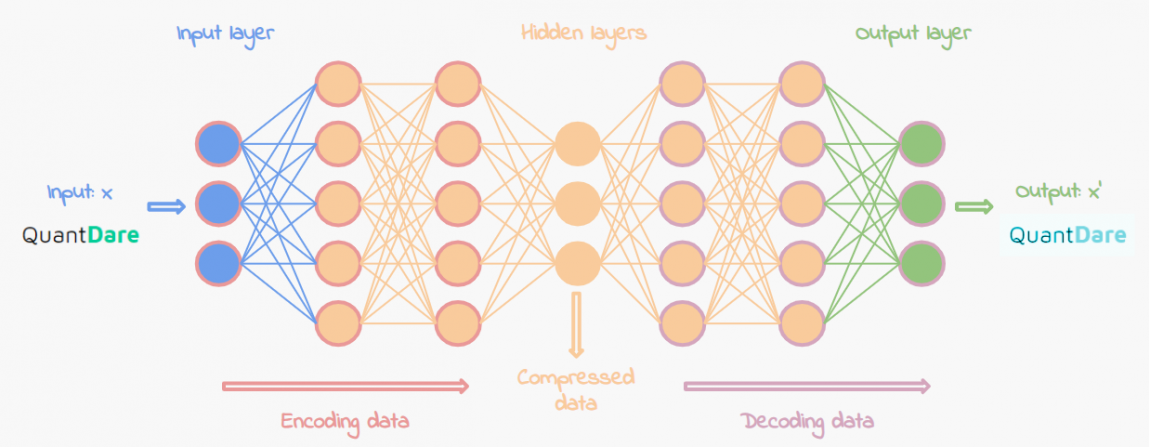 Input layer
Hidden layers
Output layer
Input: x
QuantDare
Output: x'
QuantDare
Compressed
data
Encoding data
Decoding data